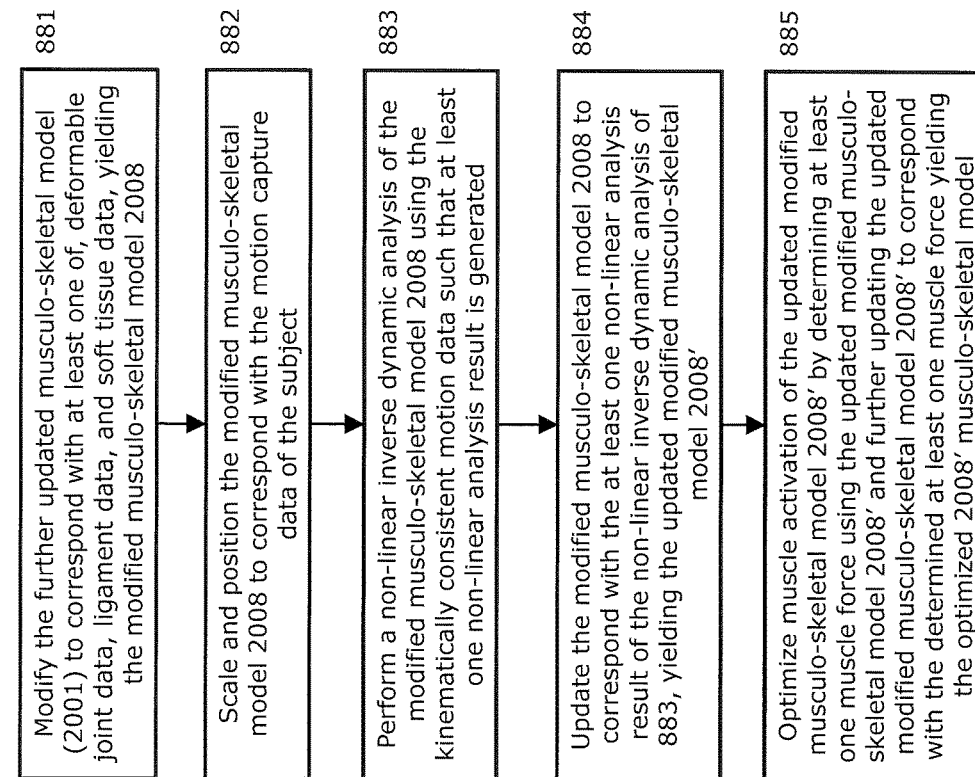 881
Modify the further updated musculo-skeletal model
(2001) to correspond with at least one of, deformable
joint data, ligament data, and soft tissue data, yielding
the modified musculo-skeletal model 2008
882
Scale and position the modified musculo-skeletal
model 2008 to correspond with the motion capture
data of the subject
883
Perform a non-linear inverse dynamic analysis of the
modified musculo-skeletal model 2008 using the
kinematically consistent motion data such that at least
one non-linear analysis result is generated
884
Update the modified musculo-skeletal model 2008 to
correspond with the at least one non-linear analysis
result of the non-linear inverse dynamic analysis of
883, yielding the updated modified musculo-skeletal
model 2008′
885
Optimize muscle activation of the updated modified
musculo-skeletal model 2008′ by determining at least
one muscle force using the updated modified musculo-
skeletal model 2008′ and further updating the updated
modified musculo-skeletal model 2008′ to correspond
with the determined at least one muscle force yielding
the optimized 2008′ musculo-skeletal model